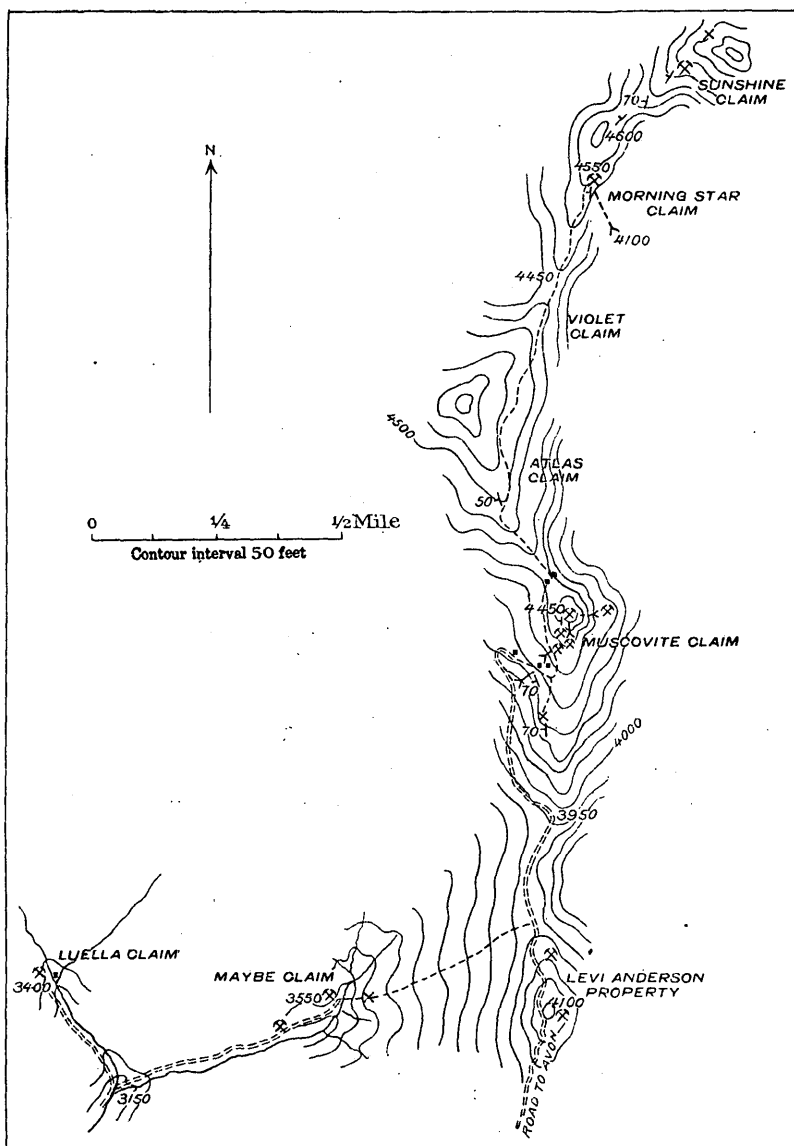 N
SUNSHINE
CLAIM
70
4600
4550
MORNING STAR
CLAIM
4100
4450
VIOLET
CLAIM
4500
ATLAS
CLAIM
50
0 1/4 1/2 Mile
Contour interval 50 feet
4450
MUSCOVITE CLAIM
70
70
4000
3950
LUELLA CLAIM
3400
MAYBE CLAIM
3550
LEVI ANDERSON
PROPERTY
4100
3150
ROAD TO AVON